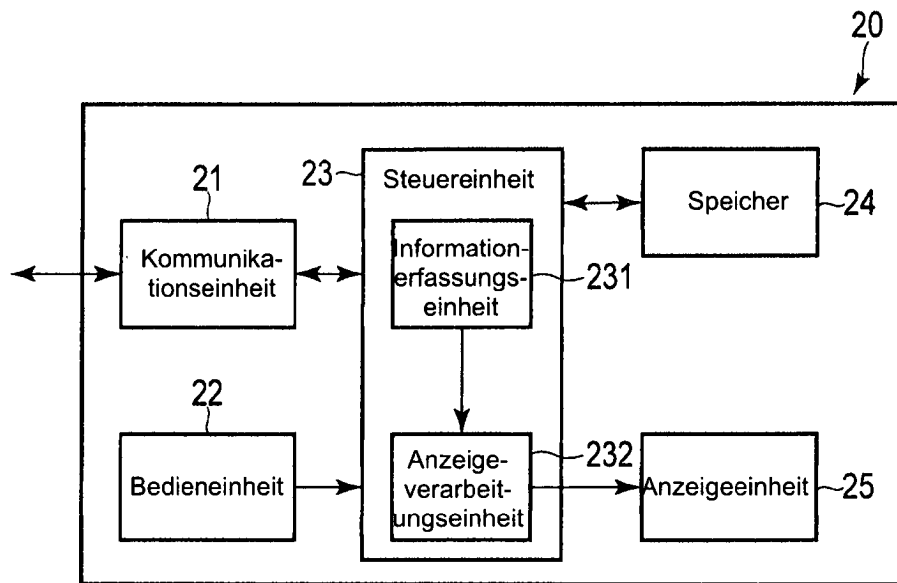 20
21
Kommunika-
tionseinheit
22
Bedieneinheit
23
Steuereinheit
Information-
erfassungs-
einheit
231
Anzeige-
verarbeit-
ungseinheit
232
Speicher
24
Anzeigeeinheit
25